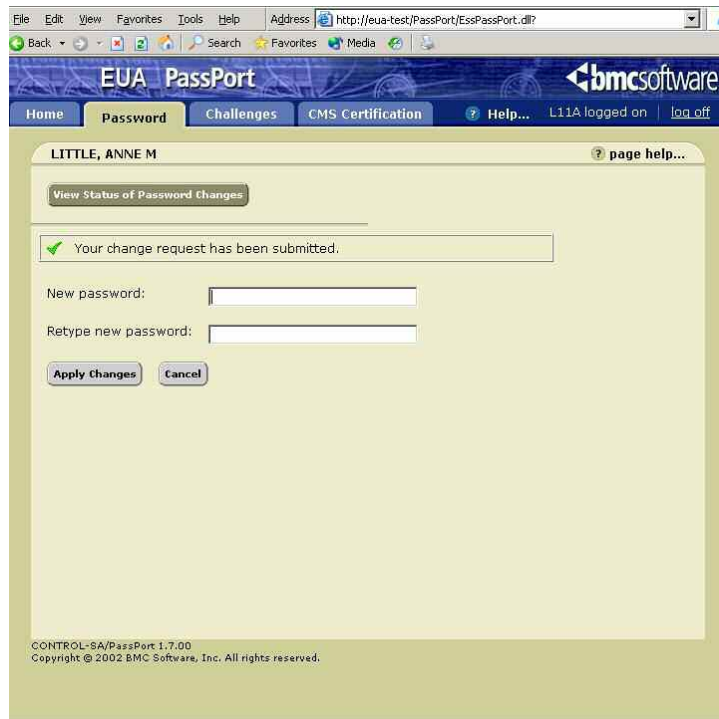 File Edit View Favorites Tools Help Address http://eua-test/PassPort/EssPassPort.dll?
Back Search Favorites Media
EUA PassPort bmcsoftware
Home Password Challenges CMS Certification ? Help... L11A logged on | log off
LITTLE, ANNE M ? page help...
View Status of Password Changes
Your change request has been submitted.
New password:
Retype new password:
Apply Changes Cancel
CONTROL-SA/PassPort 1.7.00
Copyright © 2002 BMC Software, Inc. All rights reserved.